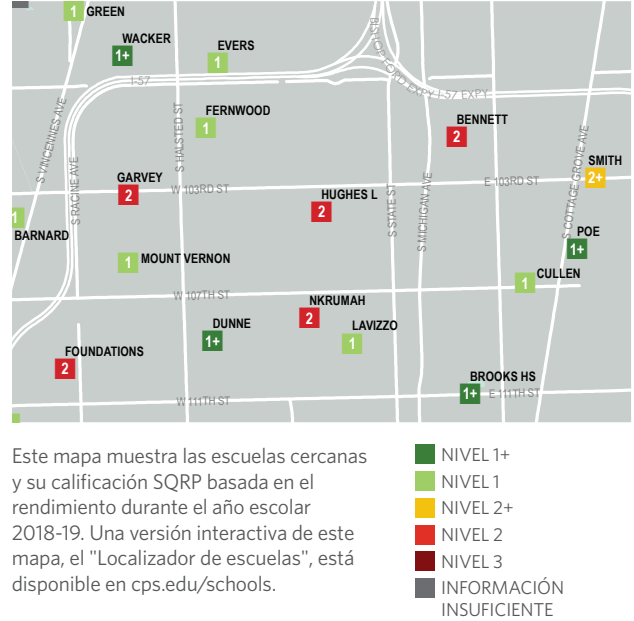 1 GREEN
WACKER
1+
EVERS
1
BISHOP FORD EXPY I-57 EXPY
I-57
S VINCENNES AVE
S RACINE AVE
S HALSTED ST
FERNWOOD
1
BENNETT
2
SMITH
2+
GARVEY
2
W 103RD ST
E 103RD ST
HUGHES L
2
S STATE ST
S MICHIGAN AVE
S COTTAGE GROVE AVE
1
BARNARD
POE
1+
1 MOUNT VERNON
CULLEN
1
W 107TH ST
NKRUMAH
2
DUNNE
1+
LAVIZZO
1
FOUNDATIONS
2
BROOKS HS
1+
W 111TH ST
E 111TH ST
Este mapa muestra las escuelas cercanas
y su calificación SQRP basada en el
rendimiento durante el año escolar
2018-19. Una versión interactiva de este
mapa, el "Localizador de escuelas", está
disponible en cps.edu/schools.
NIVEL 1+
NIVEL 1
NIVEL 2+
NIVEL 2
NIVEL 3
INFORMACIÓN
INSUFICIENTE